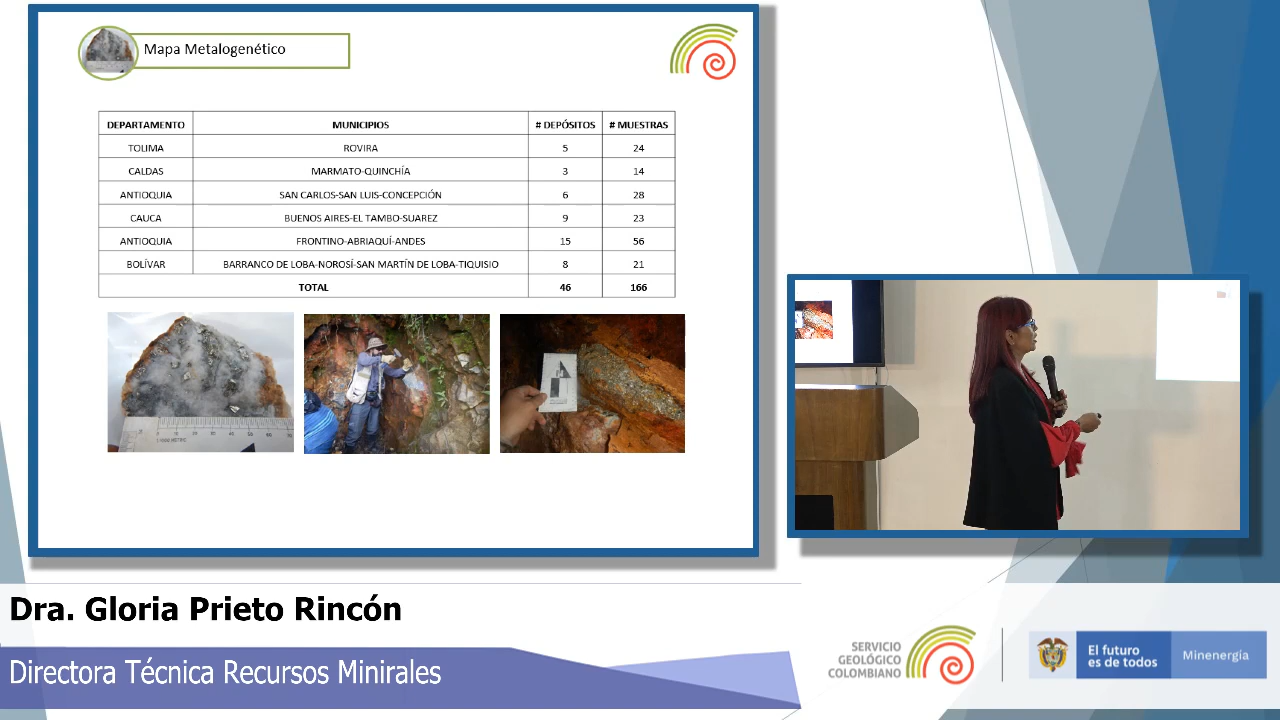 Mapa Metalogenético
DEPARTAMENTO MUNICIPIOS # DEPÓSITOS # MUESTRAS
TOLIMA ROVIRA 5 24
CALDAS MARMATO-QUINCHÍA 3 14
ANTIOQUIA SAN CARLOS-SAN LUIS-CONCEPCIÓN 6 28
CAUCA BUENOS AIRES-EL TAMBO-SUAREZ 9 23
ANTIOQUIA FRONTINO-ABRIAQUÍ-ANDES 15 56
BOLÍVAR BARRANCO DE LOBA-NOROSÍ-SAN MARTÍN DE LOBA-TIQUISIO 8 21
TOTAL 46 166
Dra. Gloria Prieto Rincón
Directora Técnica Recursos Minirales
SERVICIO
GEOLÓGICO
COLOMBIANO
El futuro
es de todos
Minenergía